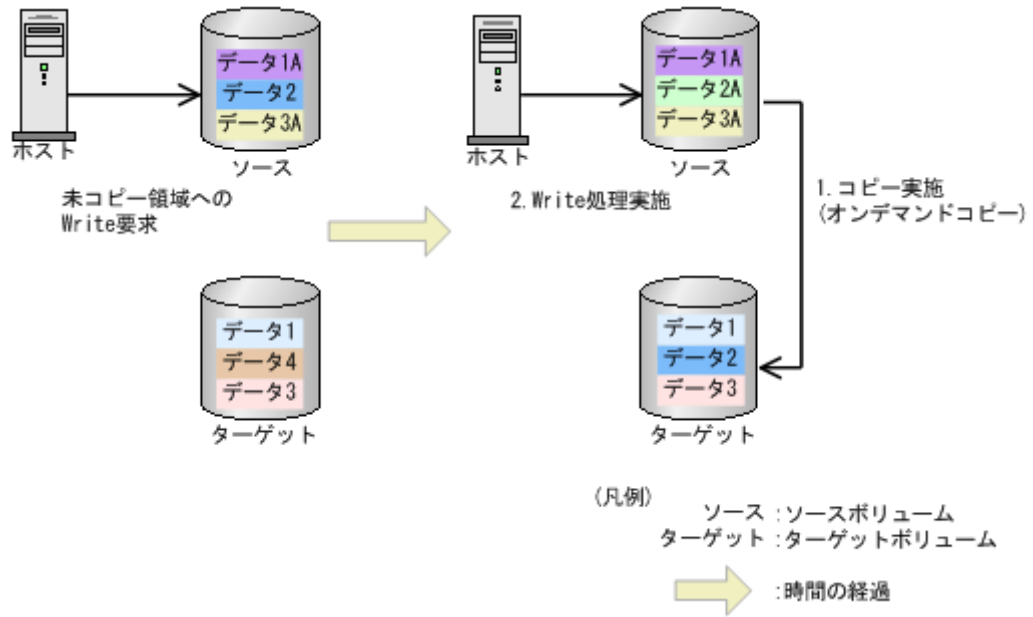 データ1A
データ2
データ3A
ホスト
ソース
未コピー領域への
Write要求
データ1
データ4
データ3
ターゲット
データ1A
データ2A
データ3A
ホスト
ソース
2.Write処理実施
1.コピー実施
(オンデマンドコピー)
データ1
データ2
データ3
ターゲット
(凡例)
ソース :ソースボリューム
ターゲット :ターゲットボリューム
:時間の経過